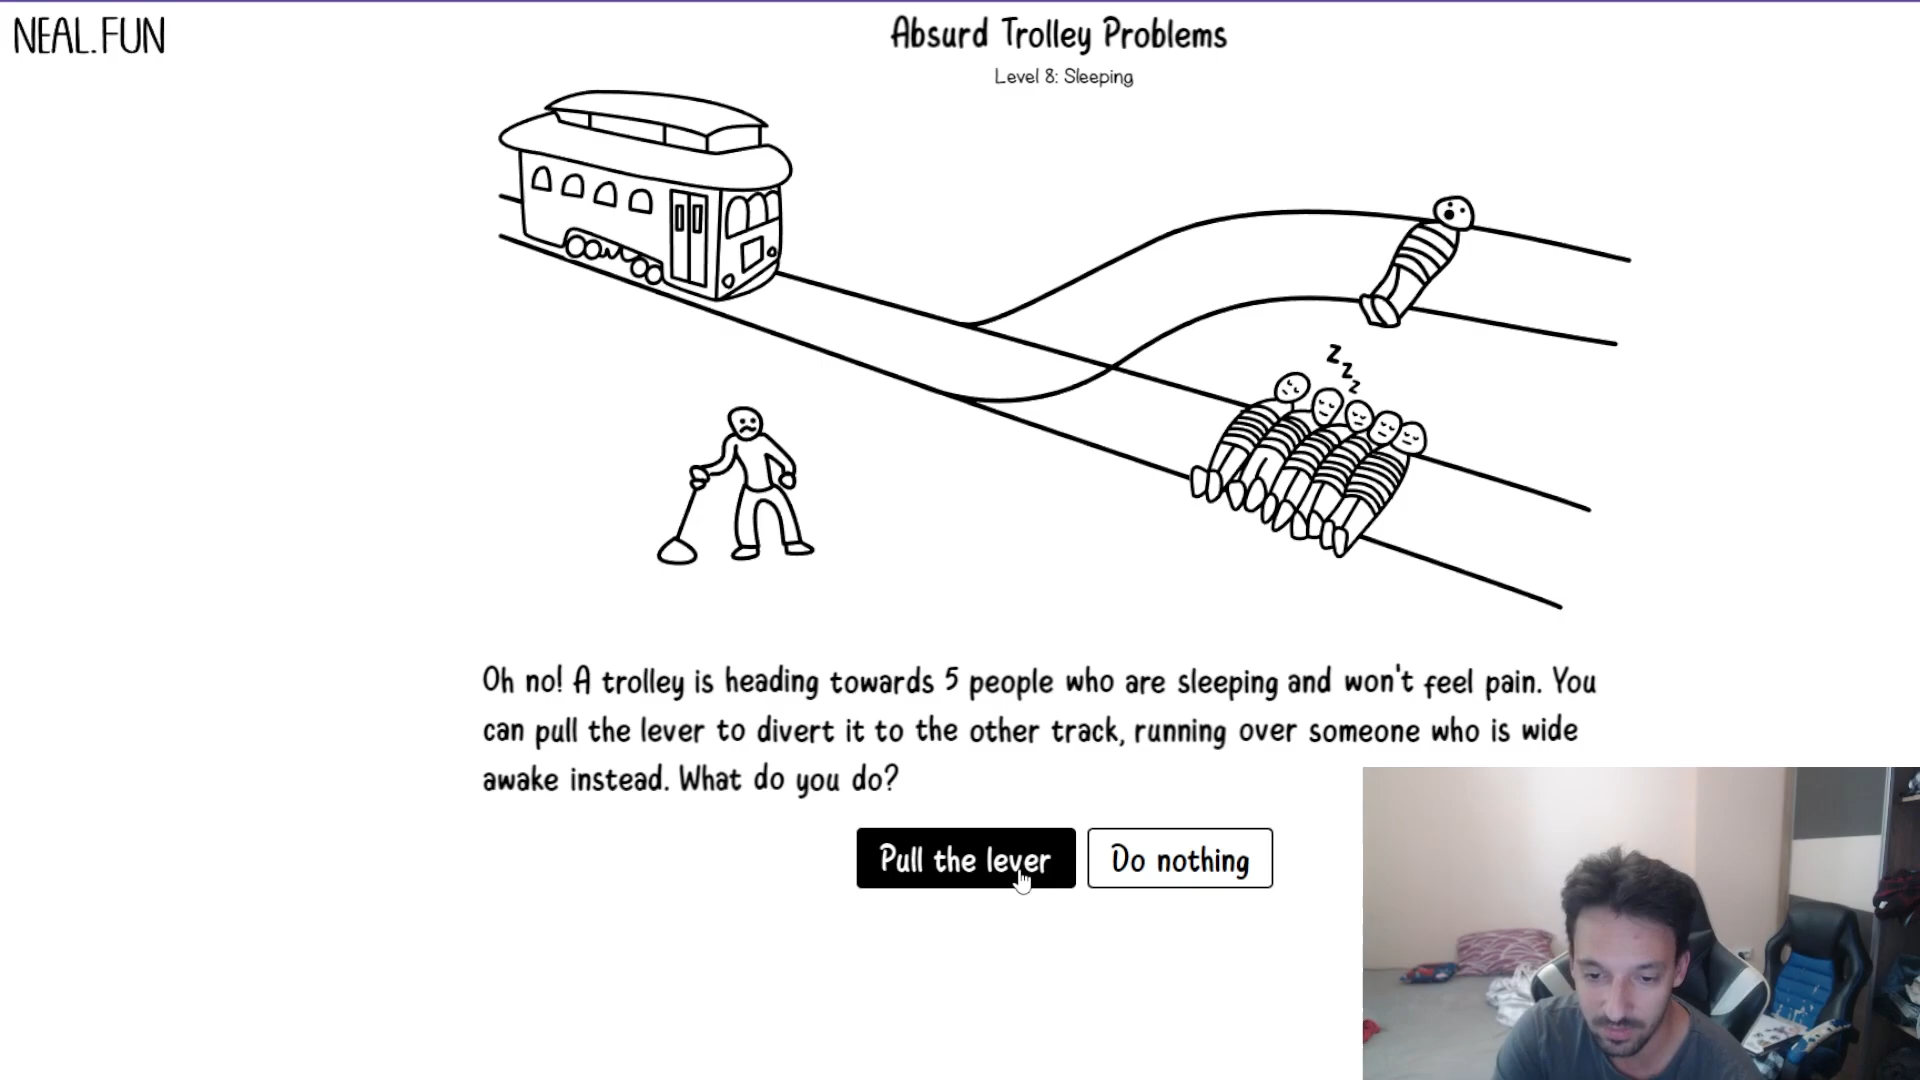 NEAL.FUN
Absurd Trolley Problems
Level 8: Sleeping
z
z
z
Oh no! A trolley is heading towards 5 people who are sleeping and won't feel pain. You
can pull the lever to divert it to the other track, running over someone who is wide
awake instead. What do you do?
Pull the lever
Do nothing